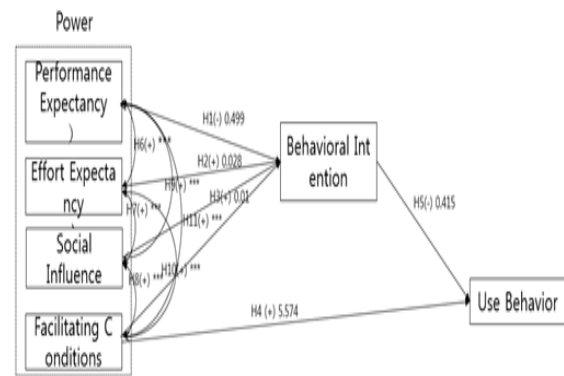 Power
Performance
Expectancy
)
Effort Expecta
ncy
Social
Influence
Facilitating C
onditions
H6(+) ***
H7(+) ***
H8(+) ***
H9(+) ***
H10(+) ***
H11(+) ***
H1(-) 0.499
H2(+) 0.028
H3(+) 0.01
Behavioral Int
ention
H5(-) 0.415
H4 (+) 5.574
Use Behavior